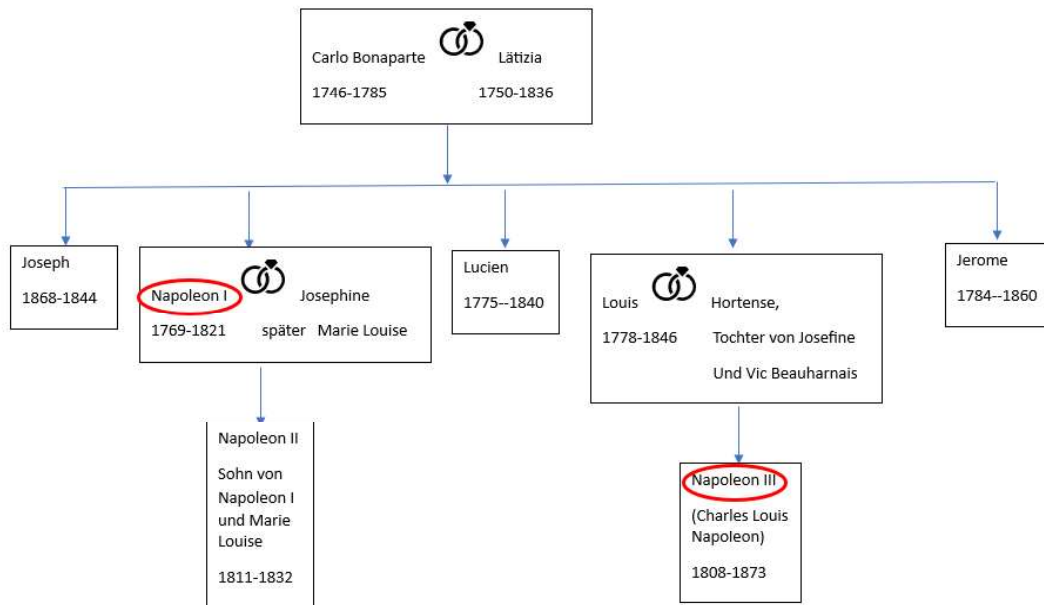 Carlo Bonaparte Lätizia
1746-1785 1750-1836
Joseph
1868-1844
Napoleon I Josephine
1769-1821 später Marie Louise
Lucien
1775--1840
Louis Hortense,
1778-1846 Tochter von Josefine
Und Vic Beauharnais
Jerome
1784--1860
Napoleon II
Sohn von
Napoleon I
und Marie
Louise
1811-1832
Napoleon III
(Charles Louis
Napoleon)
1808-1873